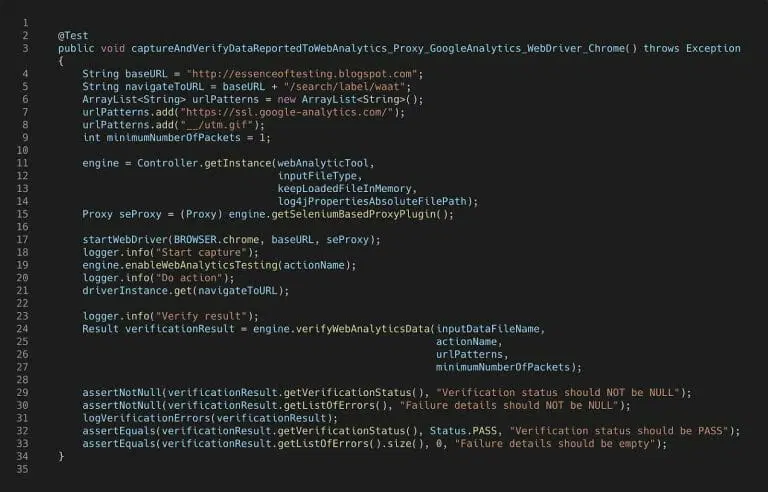 1
2 @Test
3 public void captureAndVerifyDataReportedToWebAnalytics_Proxy_GoogleAnalytics_WebDriver_Chrome() throws Exception
{
4 String baseURL = "http://essenceoftesting.blogspot.com";
5 String navigateToURL = baseURL + "/search/label/waat";
6 ArrayList<String> urlPatterns = new ArrayList<String>();
7 urlPatterns.add("https://ssl.google-analytics.com/");
8 urlPatterns.add("__/utm.gif");
9 int minimumNumberOfPackets = 1;
10
11 engine = Controller.getInstance(webAnalyticTool,
12 inputFileType,
13 keepLoadedFileInMemory,
14 log4jPropertiesAbsoluteFilePath);
15 Proxy seProxy = (Proxy) engine.getSeleniumBasedProxyPlugin();
16
17 startWebDriver(BROWSER.chrome, baseURL, seProxy);
18 logger.info("Start capture");
19 engine.enableWebAnalyticsTesting(actionName);
20 logger.info("Do action");
21 driverInstance.get(navigateToURL);
22
23 logger.info("Verify result");
24 Result verificationResult = engine.verifyWebAnalyticsData(inputDataFileName,
25 actionName,
26 urlPatterns,
27 minimumNumberOfPackets);
28
29 assertNotNull(verificationResult.getVerificationStatus(), "Verification status should NOT be NULL");
30 assertNotNull(verificationResult.getListOfErrors(), "Failure details should NOT be NULL");
31 logVerificationErrors(verificationResult);
32 assertEquals(verificationResult.getVerificationStatus(), Status.PASS, "Verification status should be PASS");
33 assertEquals(verificationResult.getListOfErrors().size(), 0, "Failure details should be empty");
34 }
35